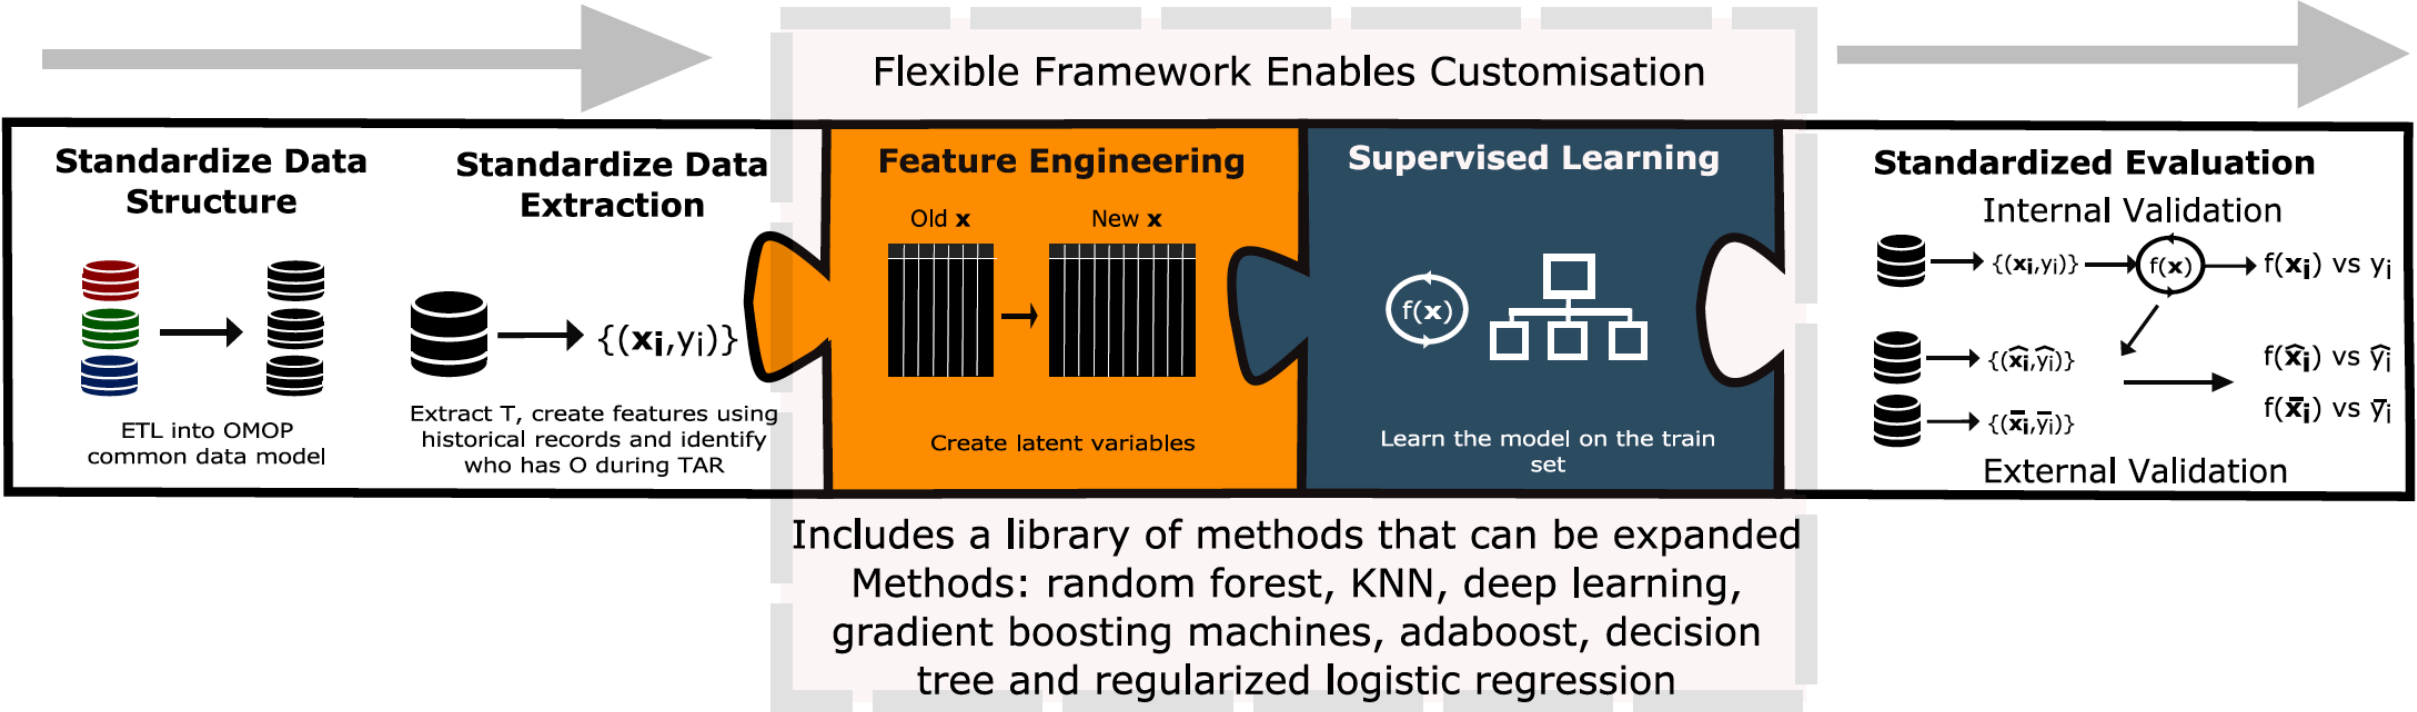 Flexible Framework Enables Customisation
Standardize Data
Structure
ETL into OMOP
common data model
Standardize Data
Extraction
{(xi,yi)}
Extract T, create features using
historical records and identify
who has O during TAR
Feature Engineering
Old x
New x
Create latent variables
Supervised Learning
f(x)
Learn the model on the train
set
Standardized Evaluation
Internal Validation
{(xi,yi)}
f(x)
f(xi) vs yi
{(x̂i,ŷi)}
f(x̂i) vs ŷi
{(x̄i,ȳi)}
f(x̄i) vs ȳi
External Validation
Includes a library of methods that can be expanded
Methods: random forest, KNN, deep learning,
gradient boosting machines, adaboost, decision
tree and regularized logistic regression